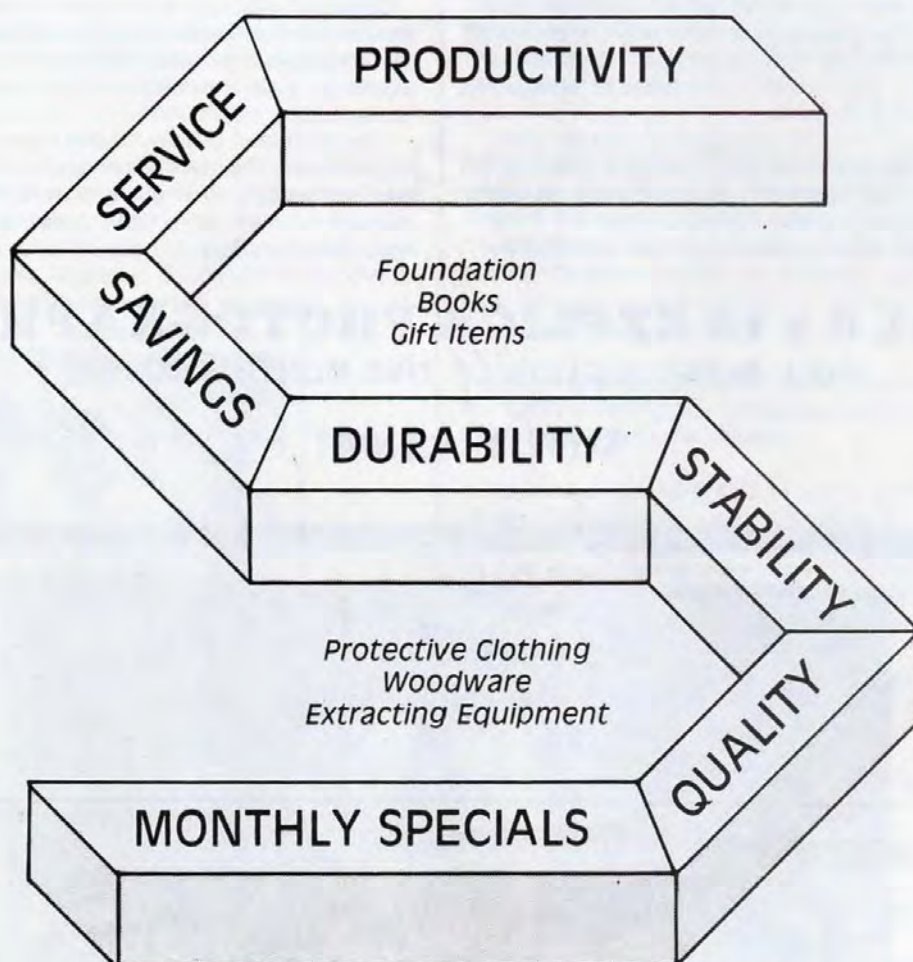 PRODUCTIVITY
SERVICE
SAVINGS
Foundation
Books
Gift Items
DURABILITY
STABILITY
Protective Clothing
Woodware
Extracting Equipment
QUALITY
MONTHLY SPECIALS